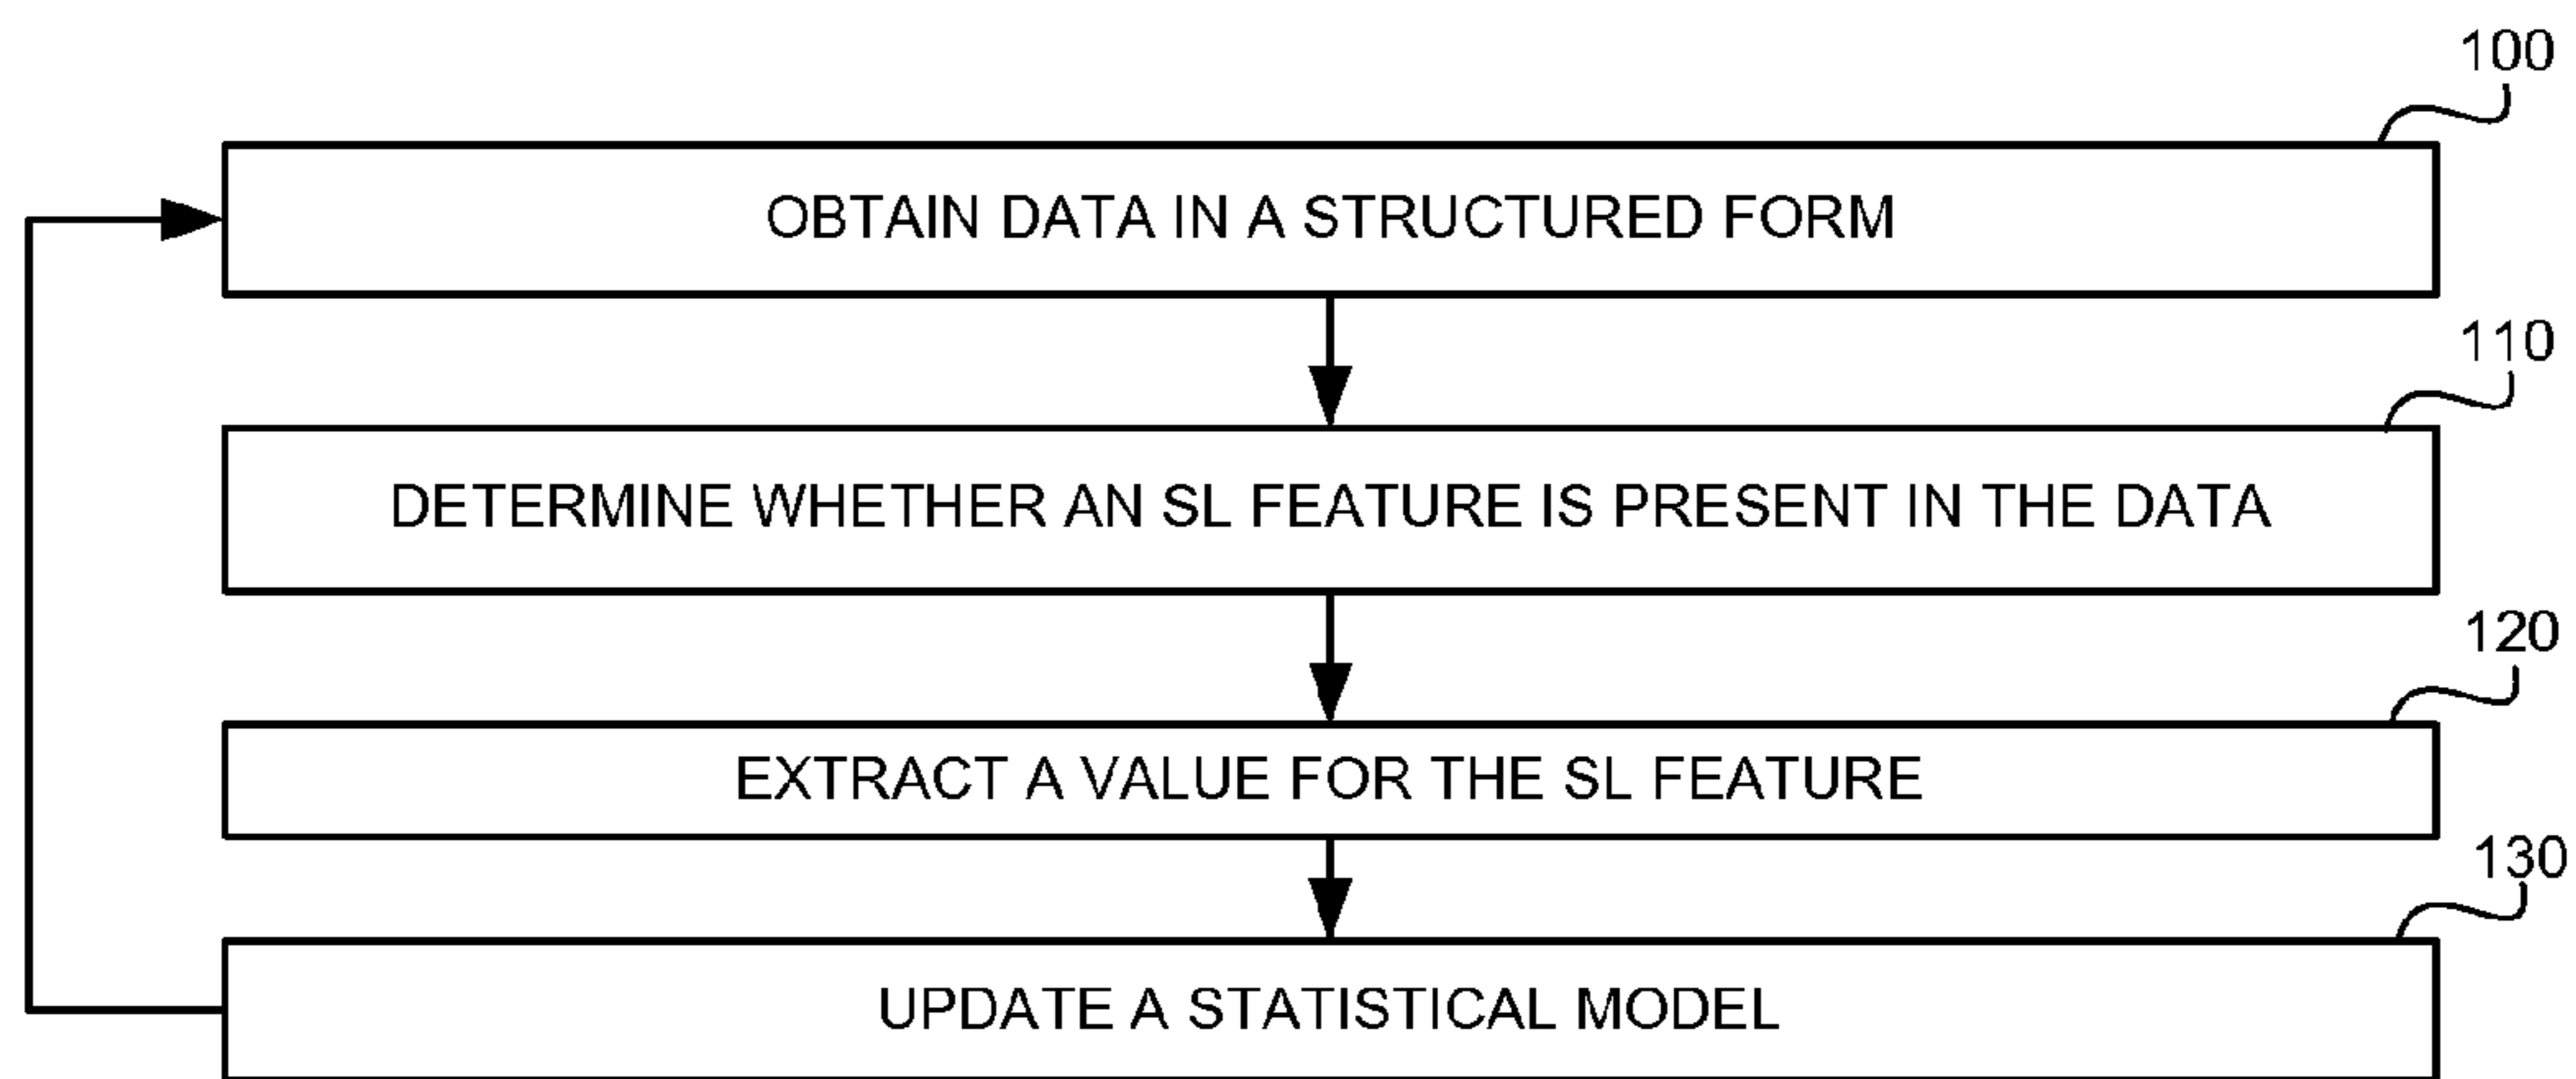 100
OBTAIN DATA IN A STRUCTURED FORM
110
DETERMINE WHETHER AN SL FEATURE IS PRESENT IN THE DATA
120
EXTRACT A VALUE FOR THE SL FEATURE
130
UPDATE A STATISTICAL MODEL